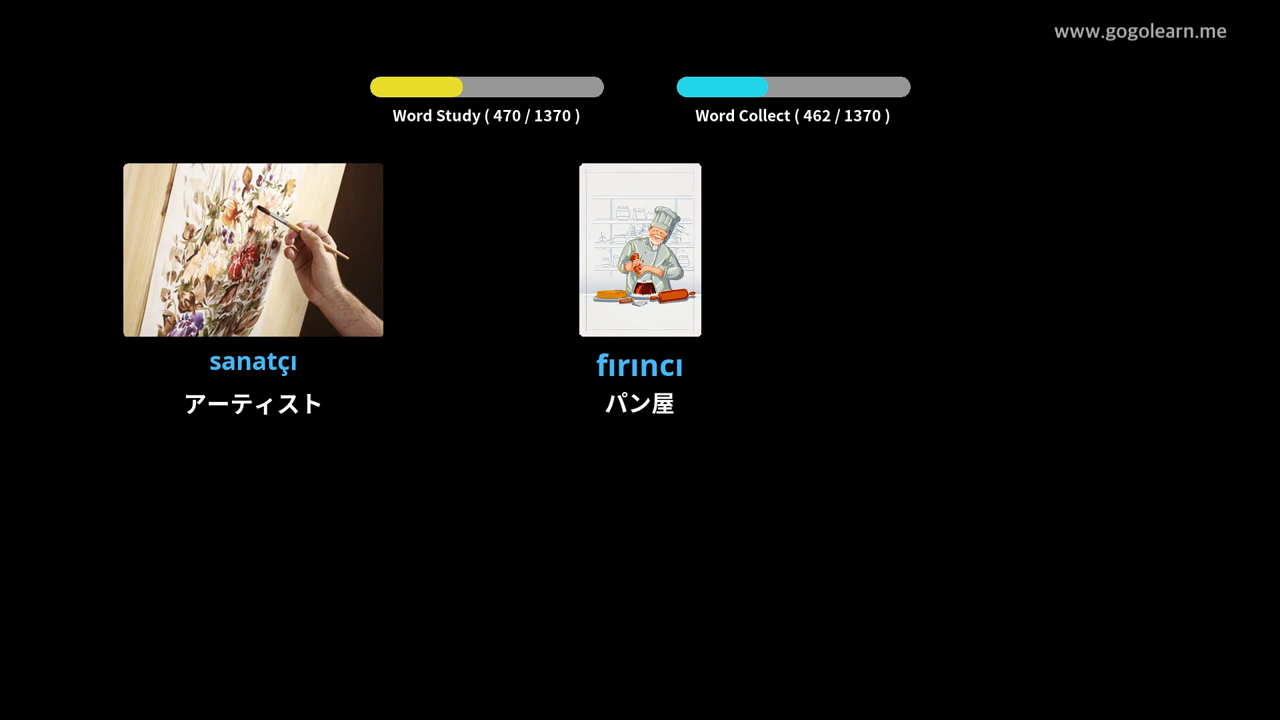 www.gogolearn.me
Word Study ( 470 / 1370 )
Word Collect ( 462 / 1370 )
sanatçı
アーティスト
fırıncı
パン屋